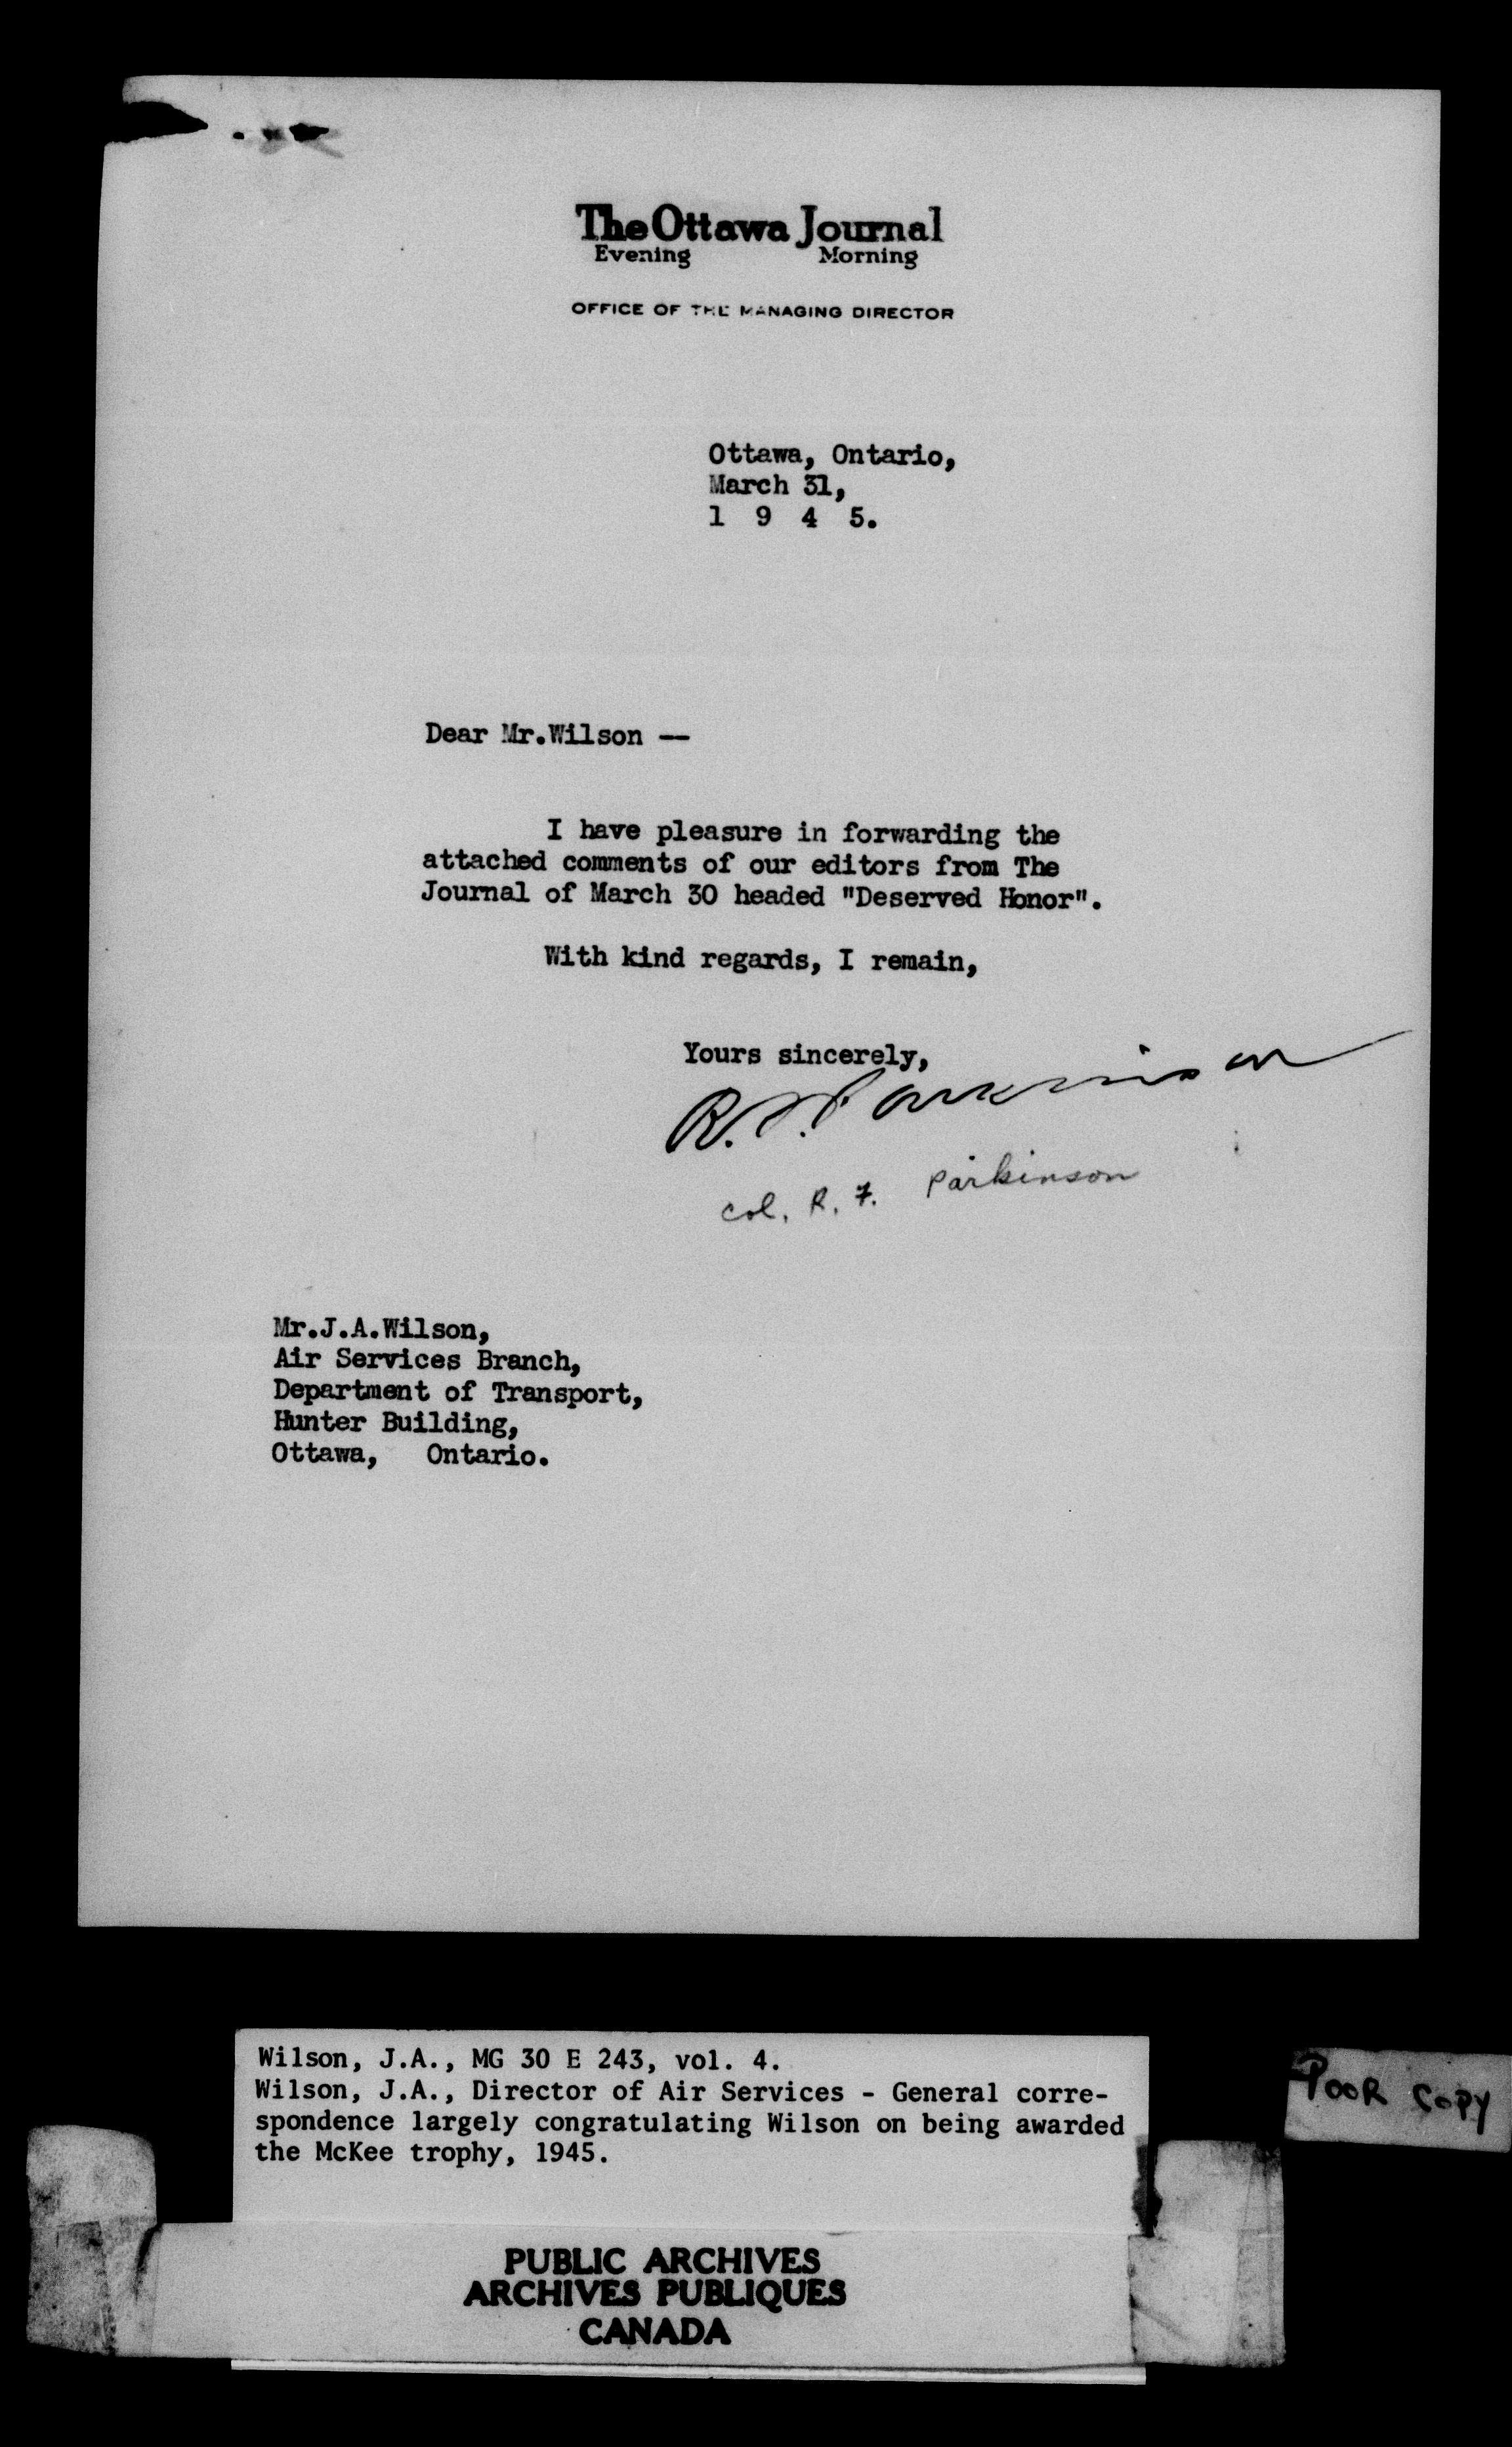 The Ottawa Journal
Evening Morning
OFFICE OF THE MANAGING DIRECTOR
Ottawa, Ontario,
March 31,
1 9 4 5.
Dear Mr.Wilson --
I have pleasure in forwarding the
attached comments of our editors from The
Journal of March 30 headed "Deserved Honor".
With kind regards, I remain,
Yours sincerely,
R. F. Parkinson
Col. R. F. Parkinson
Mr.J.A.Wilson,
Air Services Branch,
Department of Transport,
Hunter Building,
Ottawa, Ontario.
Wilson, J.A., MG 30 E 243, vol. 4.
Wilson, J.A., Director of Air Services - General corre-
spondence largely congratulating Wilson on being awarded
the McKee trophy, 1945.
POOR COPY
PUBLIC ARCHIVES
ARCHIVES PUBLIQUES
CANADA